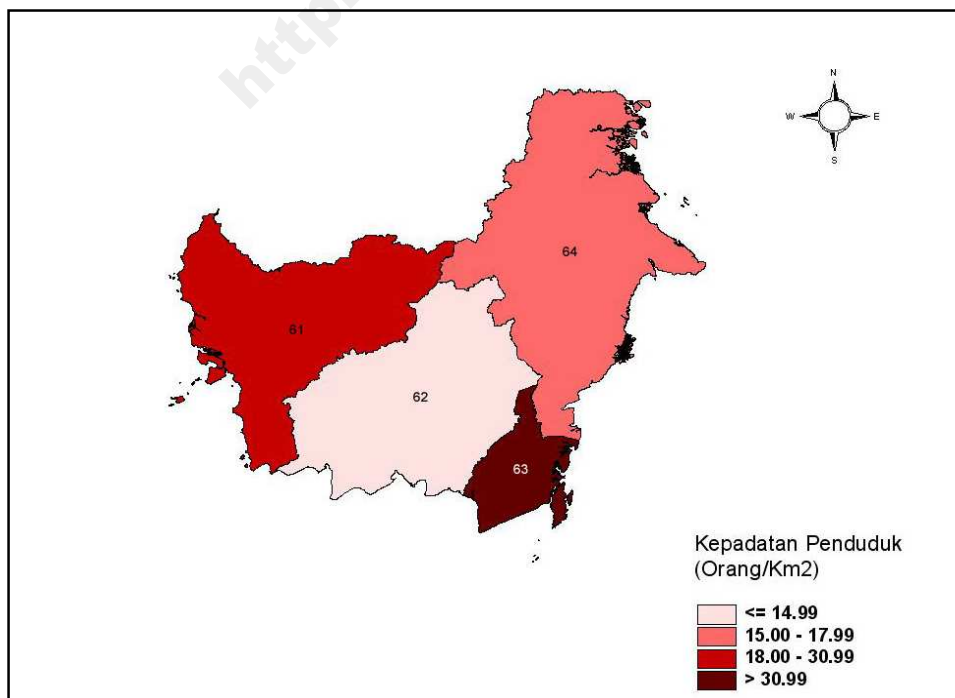 http
N
W E
S
64
61
62
63
Kepadatan Penduduk
(Orang/Km2)
<= 14.99
15.00 - 17.99
18.00 - 30.99
> 30.99